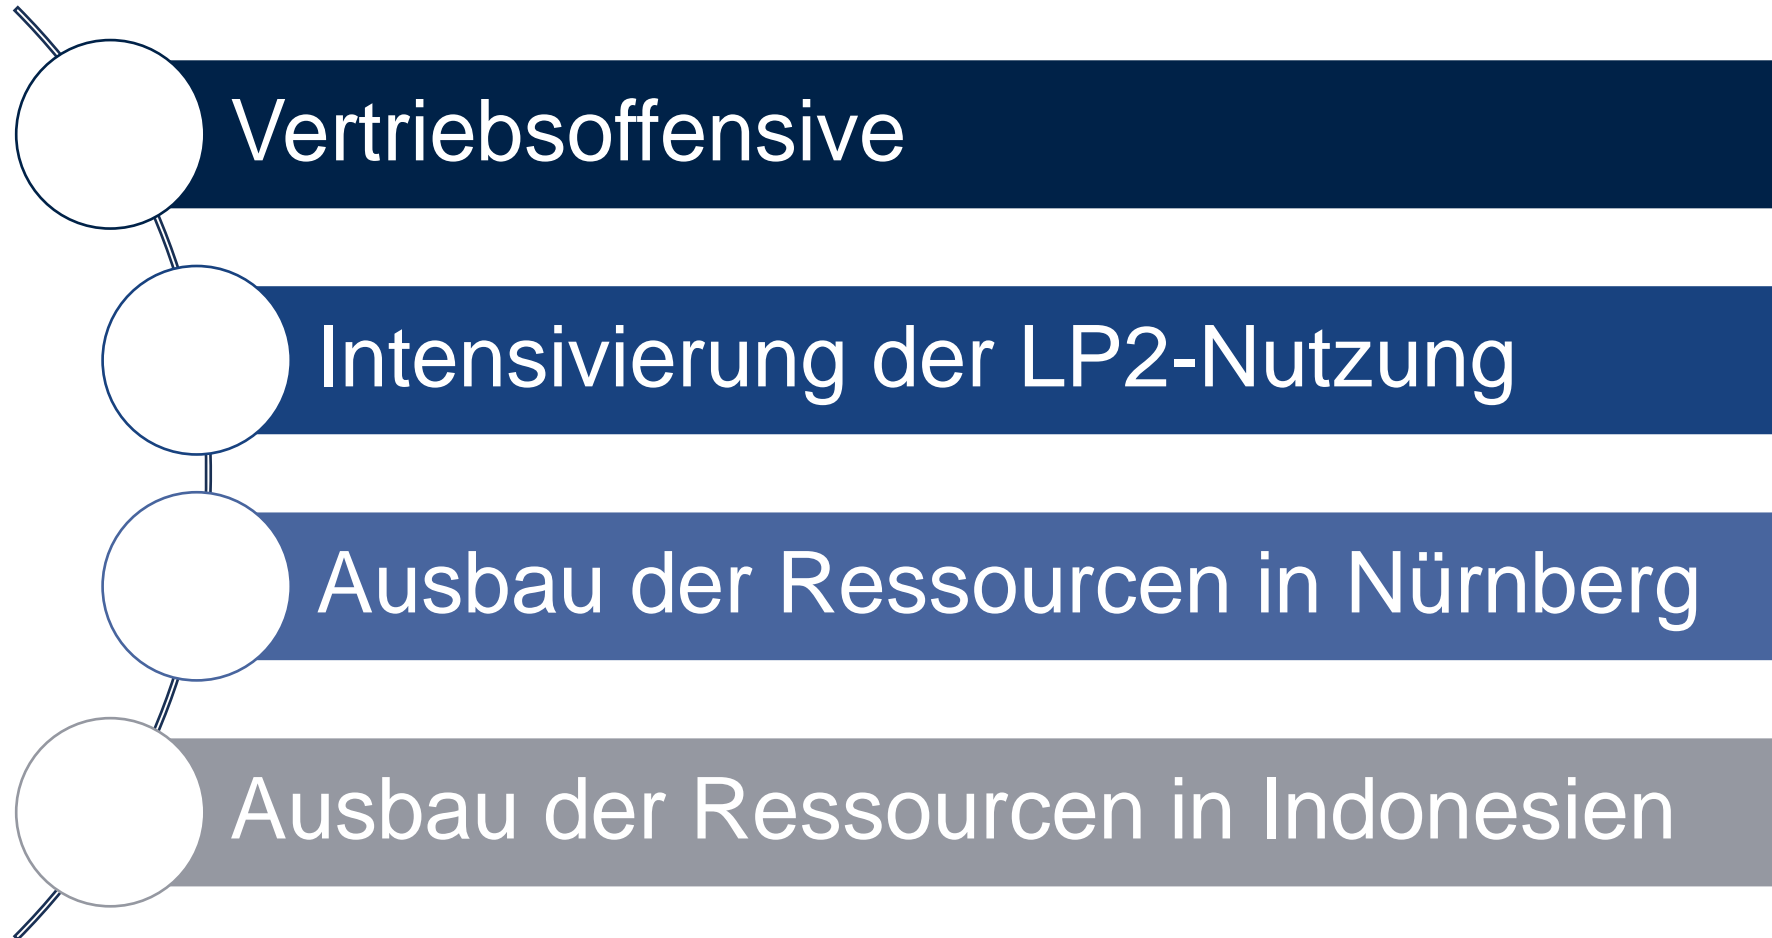 Vertriebsoffensive
Intensivierung der LP2-Nutzung
Ausbau der Ressourcen in Nürnberg
Ausbau der Ressourcen in Indonesien